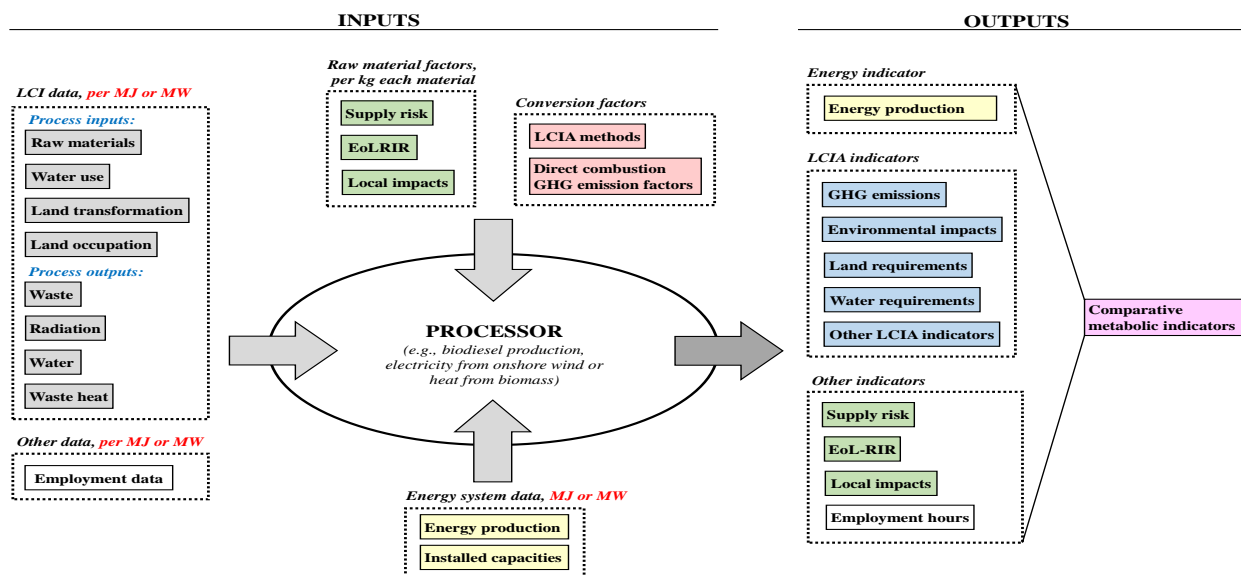 INPUTS
OUTPUTS
LCI data, per MJ or MW
Process inputs:
Raw materials
Water use
Land transformation
Land occupation
Process outputs:
Waste
Radiation
Water
Waste heat
Other data, per MJ or MW
Employment data
Raw material factors,
per kg each material
Supply risk
EoLRIR
Local impacts
Conversion factors
LCIA methods
Direct combustion
GHG emission factors
PROCESSOR
(e.g., biodiesel production,
electricity from onshore wind or
heat from biomass)
Energy system data, MJ or MW
Energy production
Installed capacities
Energy indicator
Energy production
LCIA indicators
GHG emissions
Environmental impacts
Land requirements
Water requirements
Other LCIA indicators
Other indicators
Supply risk
EoL-RIR
Local impacts
Employment hours
Comparative
metabolic indicators